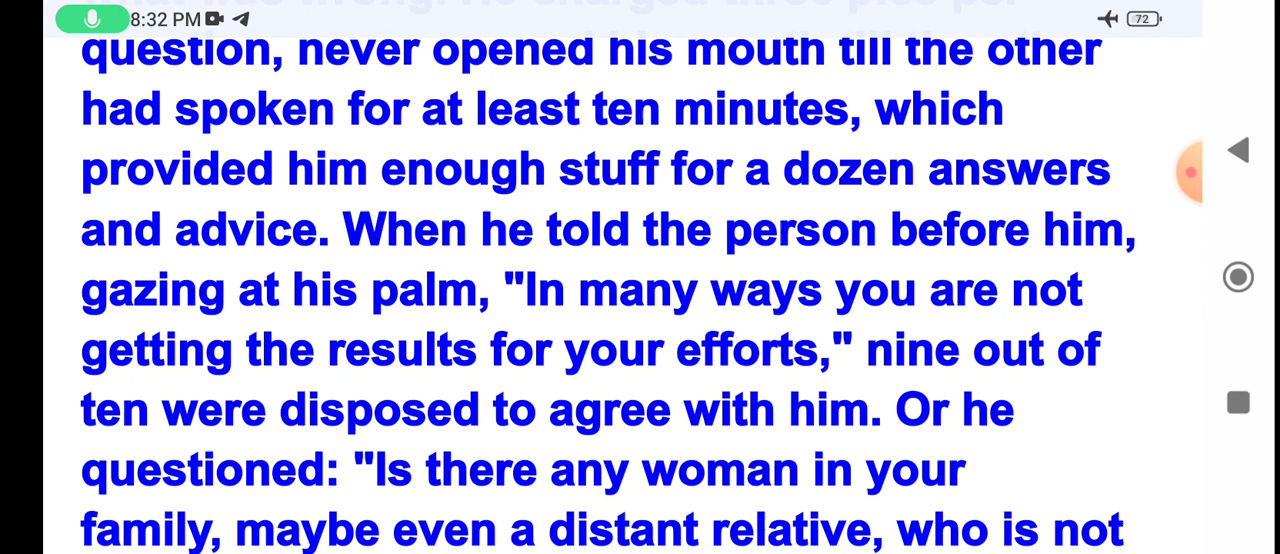 8:32 PM
72
question, never opened his mouth till the other
had spoken for at least ten minutes, which
provided him enough stuff for a dozen answers
and advice. When he told the person before him,
gazing at his palm, "In many ways you are not
getting the results for your efforts," nine out of
ten were disposed to agree with him. Or he
questioned: "Is there any woman in your
family, maybe even a distant relative, who is not